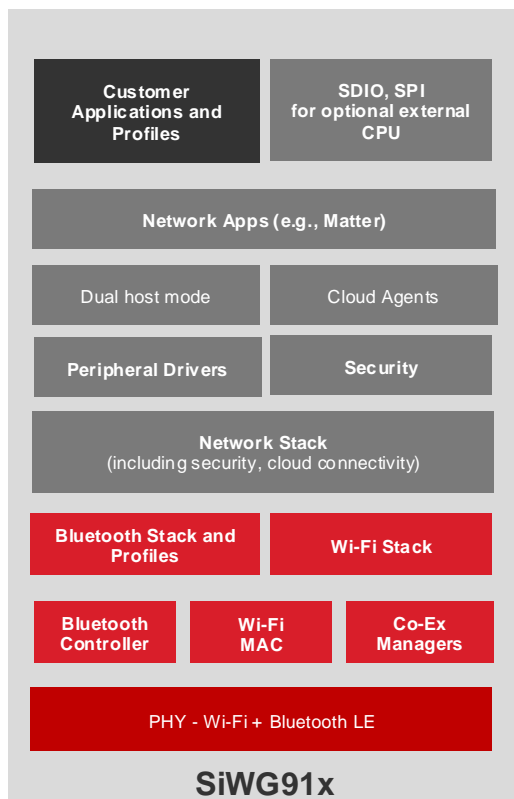 Customer
Applications and
Profiles
SDIO, SPI
for optional external
CPU
Network Apps (e.g., Matter)
Dual host mode
Cloud Agents
Peripheral Drivers
Security
Network Stack
(including security, cloud connectivity)
Bluetooth Stack and
Profiles
Wi-Fi Stack
Bluetooth
Controller
Wi-Fi
MAC
Co-Ex
Managers
PHY - Wi-Fi + Bluetooth LE
SiWG91x